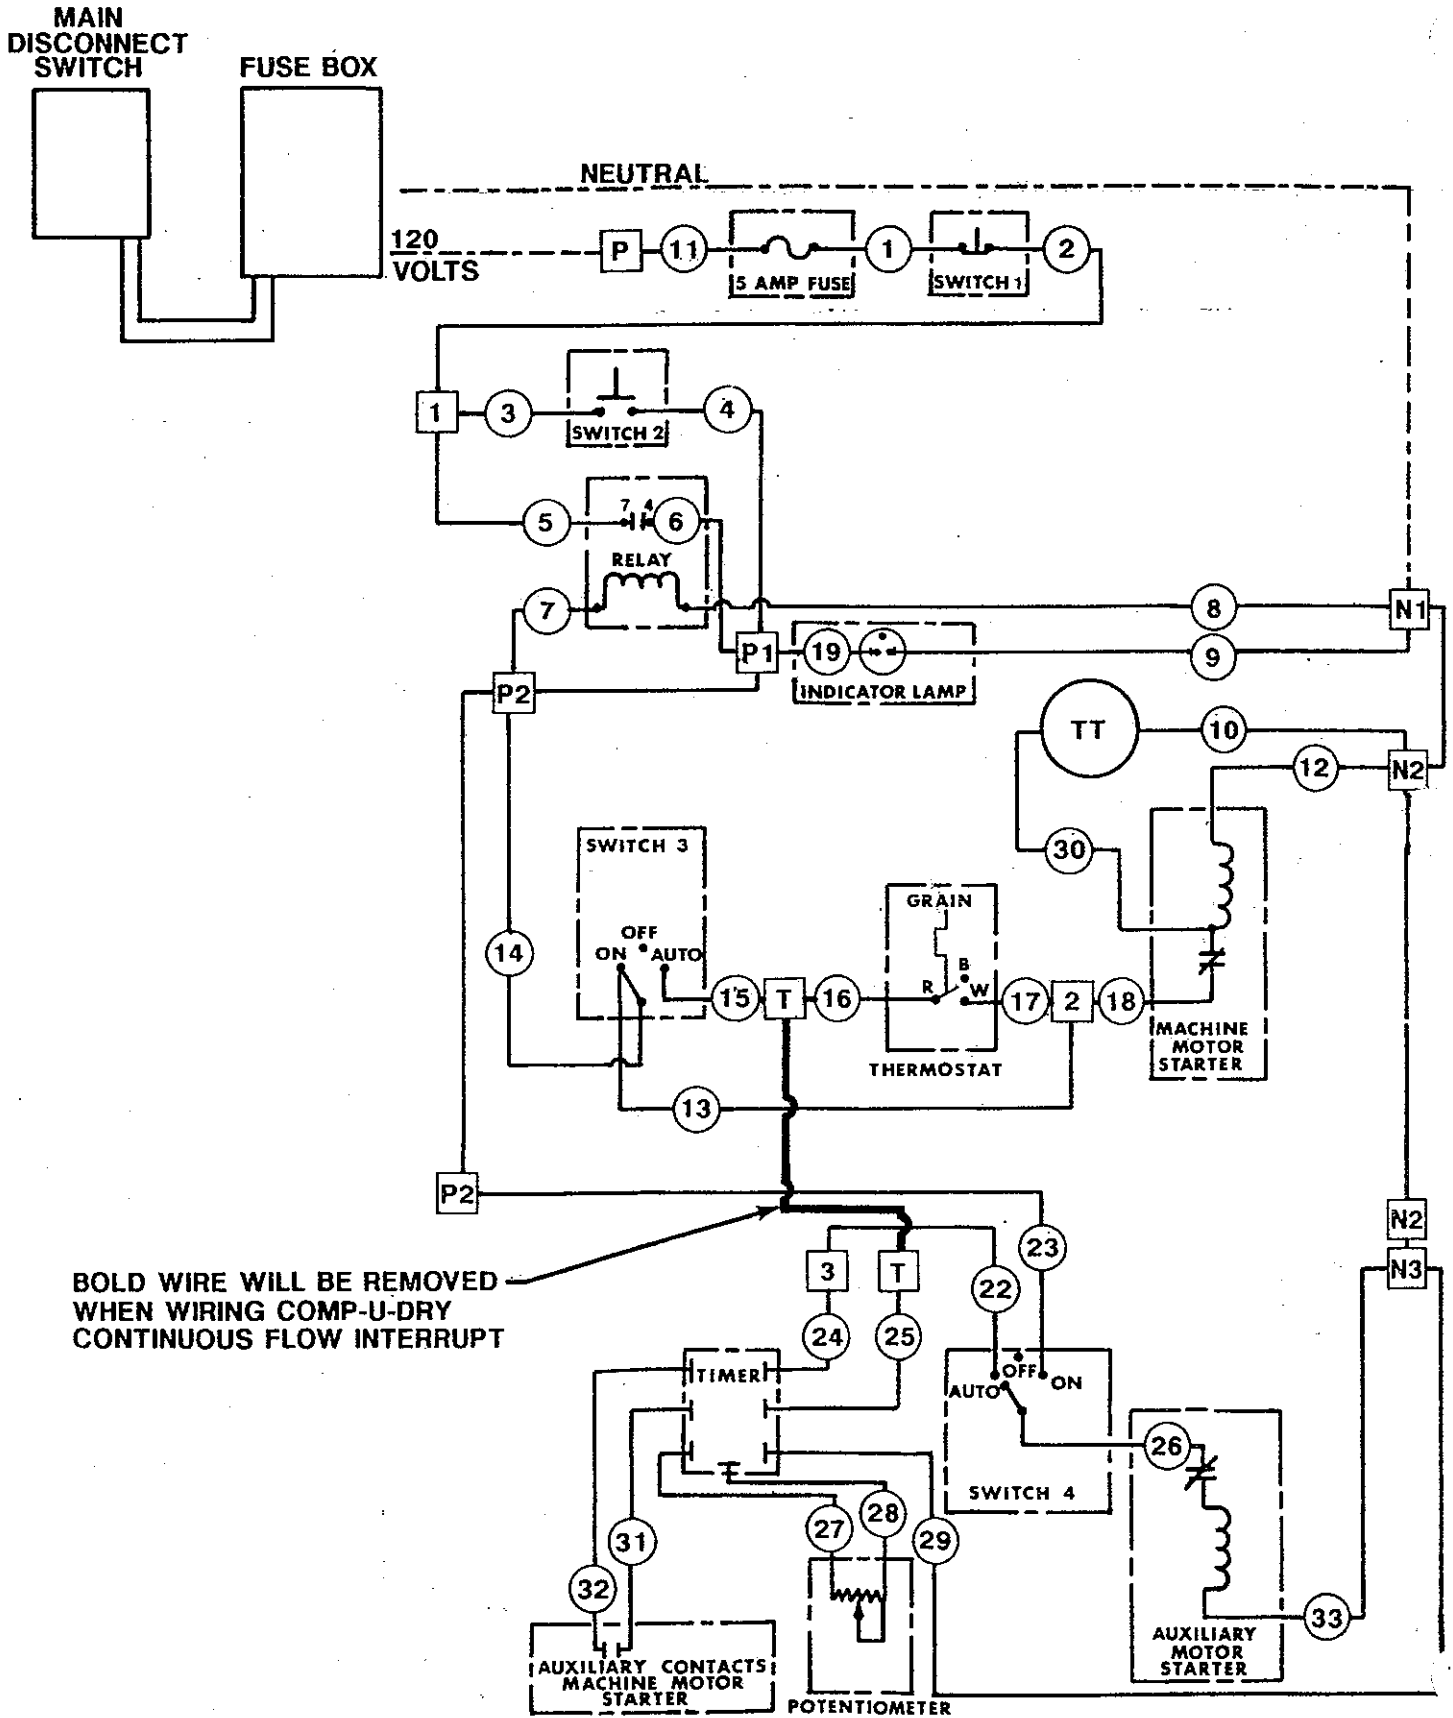 MAIN
DISCONNECT
SWITCH
FUSE BOX
NEUTRAL
120
VOLTS
P
11
5 AMP FUSE
1
SWITCH 1
2
1
3
SWITCH 2
4
5
7 4
6
RELAY
7
8
N1
P1
19
9
INDICATOR LAMP
P2
TT
10
12
N2
30
SWITCH 3
GRAIN
OFF
ON
AUTO
14
B
R
W
15
T
16
17
2
18
MACHINE
MOTOR
STARTER
THERMOSTAT
13
P2
N2
23
3
T
22
N3
BOLD WIRE WILL BE REMOVED
WHEN WIRING COMP-U-DRY
CONTINUOUS FLOW INTERRUPT
24
25
TIMER
OFF
AUTO
ON
26
SWITCH 4
27
28
29
31
32
33
AUXILIARY
MOTOR
STARTER
AUXILIARY CONTACTS
MACHINE MOTOR
STARTER
POTENTIOMETER